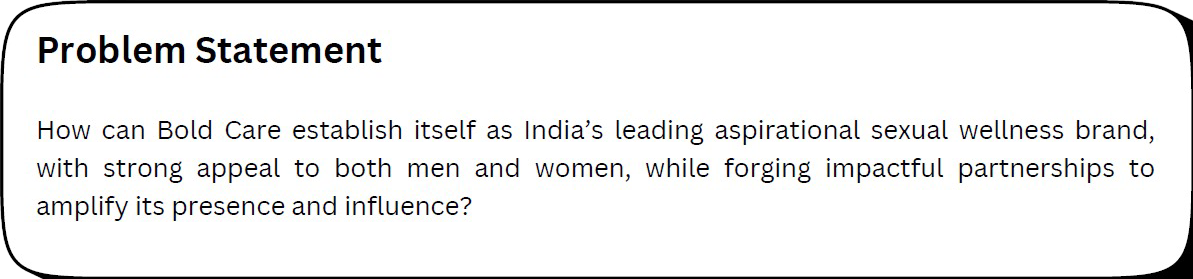 Problem Statement
How can Bold Care establish itself as India’s leading aspirational sexual wellness brand,
with strong appeal to both men and women, while forging impactful partnerships to
amplify its presence and influence?